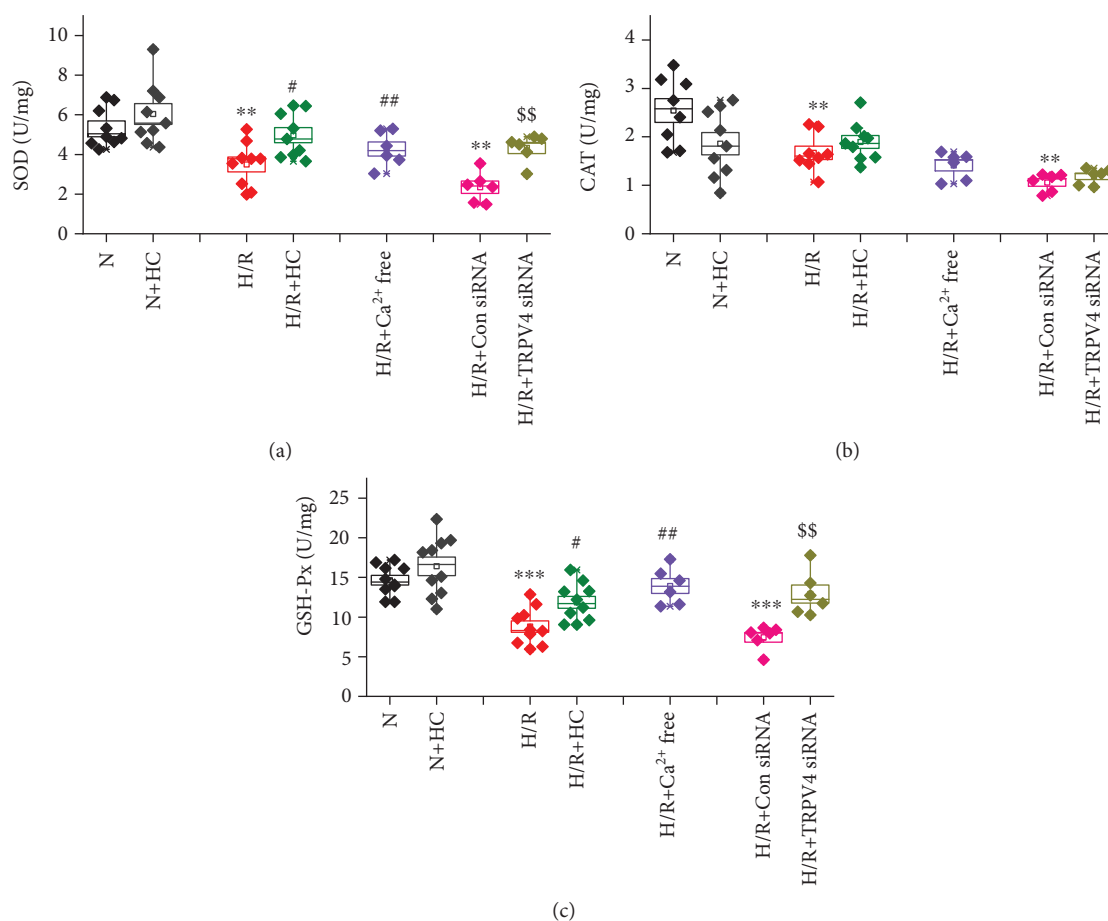 10
8
6
4
2
0
SOD (U/mg)
**
#
##
**
$$
N
N+HC
H/R
H/R+HC
H/R+Ca²⁺ free
H/R+Con siRNA
H/R+TRPV4 siRNA
(a)
4
3
2
1
0
CAT (U/mg)
**
**
N
N+HC
H/R
H/R+HC
H/R+Ca²⁺ free
H/R+Con siRNA
H/R+TRPV4 siRNA
(b)
25
20
15
10
5
0
GSH-Px (U/mg)
***
#
##
***
$$
N
N+HC
H/R
H/R+HC
H/R+Ca²⁺ free
H/R+Con siRNA
H/R+TRPV4 siRNA
(c)